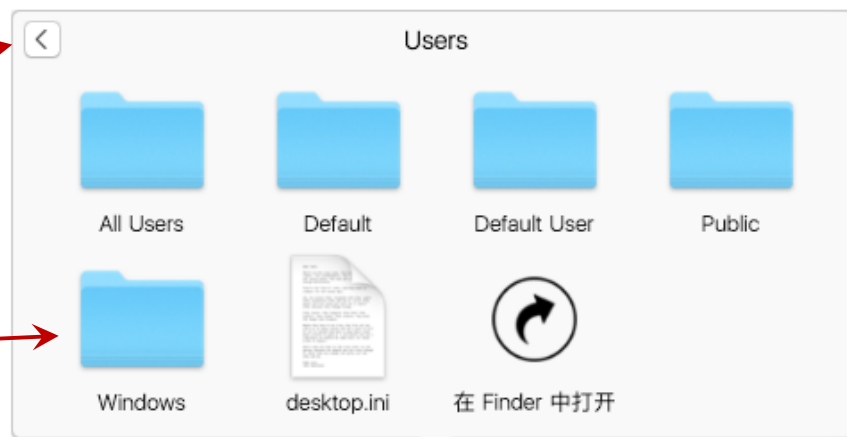 Users
All Users
Default
Default User
Public
Windows
desktop.ini
在 Finder 中打开